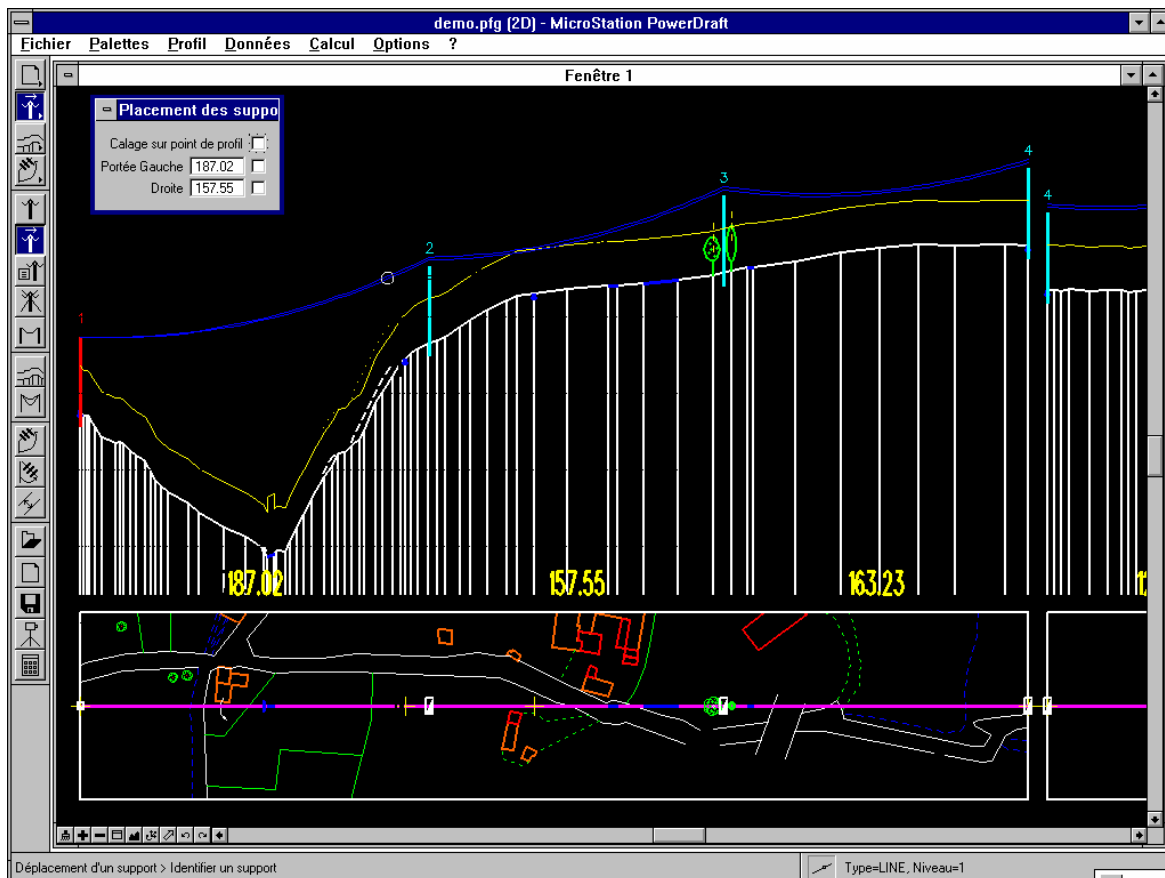 demo.pfg (2D) - MicroStation PowerDraft
Fichier Palettes Profil Données Calcul Options ?
Fenêtre 1
Placement des suppo
Calage sur point de profil
Portée Gauche 187.02
Droite 157.55
1
2
3
4
4
187.02
157.55
163.23
Déplacement d'un support > Identifier un support
Type=LINE, Niveau=1